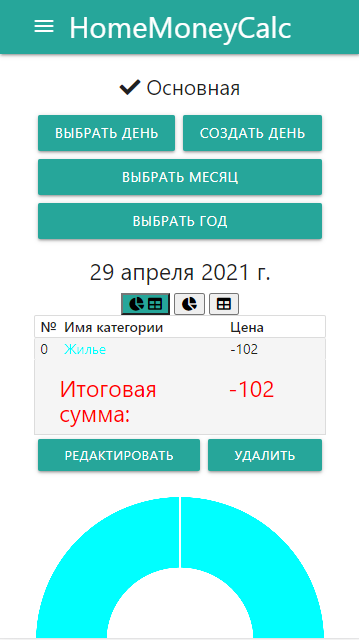 HomeMoneyCalc
Основная
ВЫБРАТЬ ДЕНЬ СОЗДАТЬ ДЕНЬ
ВЫБРАТЬ МЕСЯЦ
ВЫБРАТЬ ГОД
29 апреля 2021 г.
№ Имя категории Цена
0 Жилье -102
Итоговая -102
сумма:
РЕДАКТИРОВАТЬ УДАЛИТЬ